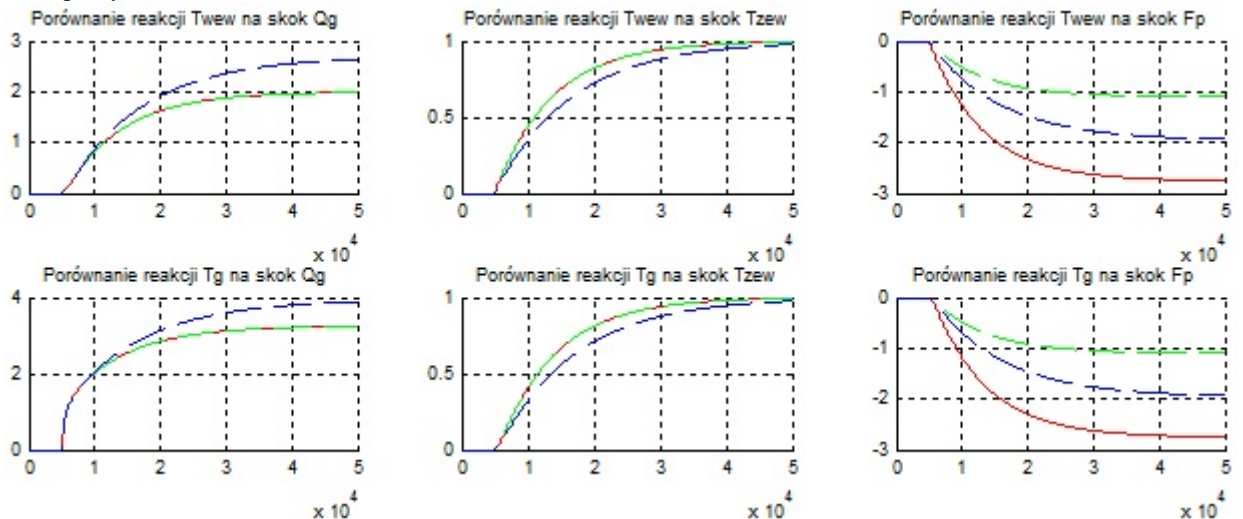 Porównanie reakcji Twew na skok Qg
Porównanie reakcji Twew na skok Tzew
Porównanie reakcji Twew na skok Fp
3
2
1
0
0 1 2 3 4 5
x 10^4
1
0.5
0
0 1 2 3 4 5
x 10^4
0
-1
-2
-3
0 1 2 3 4 5
x 10^4
Porównanie reakcji Tg na skok Qg
Porównanie reakcji Tg na skok Tzew
Porównanie reakcji Tg na skok Fp
4
2
0
0 1 2 3 4 5
x 10^4
1
0.5
0
0 1 2 3 4 5
x 10^4
0
-1
-2
-3
0 1 2 3 4 5
x 10^4